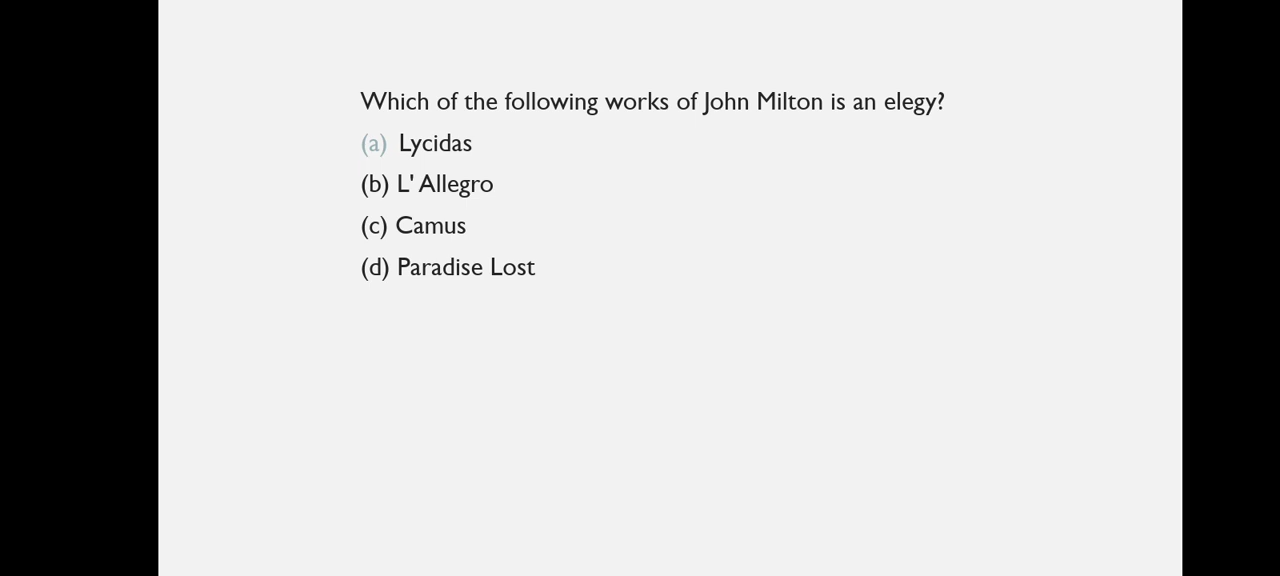 Which of the following works of John Milton is an elegy?
(a) Lycidas
(b) L' Allegro
(c) Camus
(d) Paradise Lost